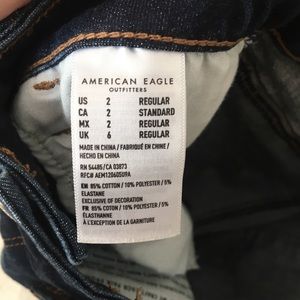 AMERICAN EAGLE
OUTFITTERS
US 2 REGULAR
CA 2 STANDARD
MX 2 REGULAR
UK 6 REGULAR
MADE IN CHINA / FABRIQUÉ EN CHINE /
HECHO EN CHINA
RN 54485/CA 03873
RFC# AEM120605U9A
EN: 85% COTTON / 10% POLYESTER / 5%
ELASTANE
EXCLUSIVE OF DECORATION
FR: 85% COTON / 10% POLYESTER / 5%
ÉLASTHANNE
À L'EXCEPTION DE LA GARNITURE